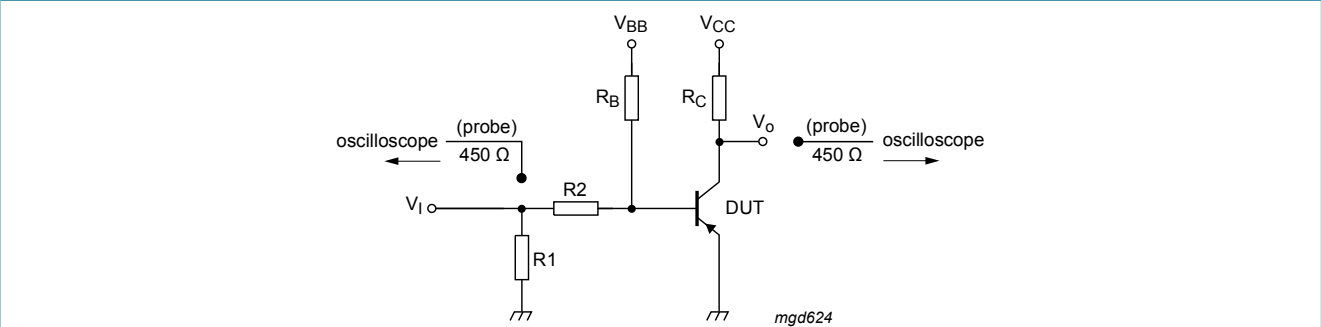 VBB
VCC
RB
RC
Vo
(probe)
450 Ω
oscilloscope
(probe)
450 Ω
oscilloscope
R2
VI
DUT
R1
mgd624